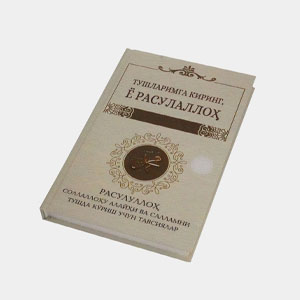 ТУШЛАРИМГА КИРИНГ,
Ё РАСУЛАЛЛОҲ
РАСУЛУЛЛОҲ
СОЛЛАЛЛОҲУ АЛАЙҲИ ВА САЛЛАМНИ
ТУШДА КЎРИШ УЧУН ТАВСИЯЛАР